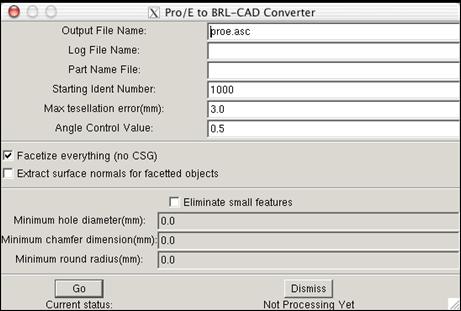 Pro/E to BRL-CAD Converter
Output File Name: proe.asc
Log File Name:
Part Name File:
Starting Ident Number: 1000
Max tesellation error(mm): 3.0
Angle Control Value: 0.5
Facetize everything (no CSG)
Extract surface normals for facetted objects
Eliminate small features
Minimum hole diameter(mm): 0.0
Minimum chamfer dimension(mm): 0.0
Minimum round radius(mm): 0.0
Go Dismiss
Current status: Not Processing Yet